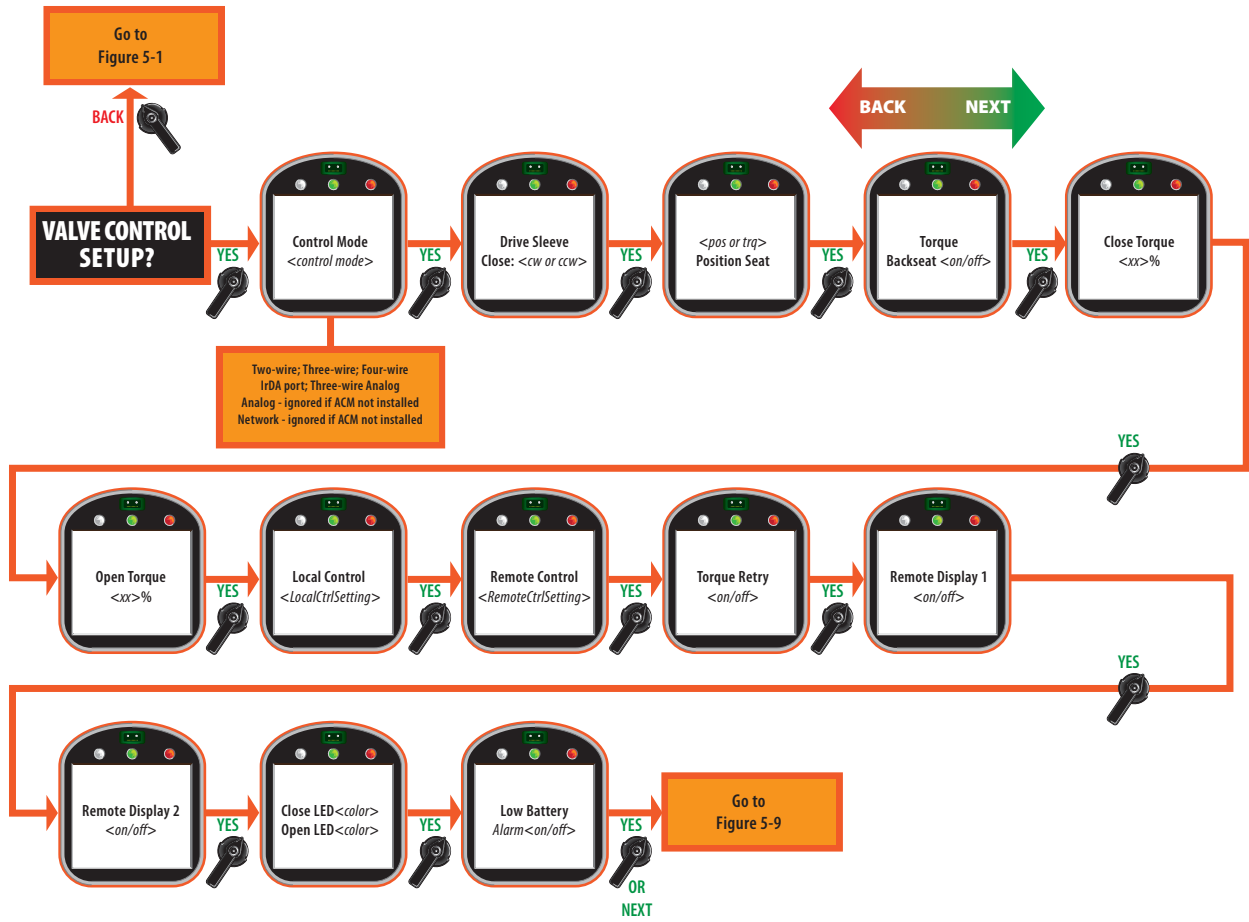 Go to
Figure 5-1
BACK
BACK NEXT
VALVE CONTROL
SETUP?
YES
Control Mode
<control mode>
YES
Drive Sleeve
Close: <cw or ccw>
YES
<pos or trq>
Position Seat
YES
Torque
Backseat <on/off>
YES
Close Torque
<xx>%
Two-wire; Three-wire; Four-wire
IrDA port; Three-wire Analog
Analog - ignored if ACM not installed
Network - ignored if ACM not installed
YES
Open Torque
<xx>%
YES
Local Control
<LocalCtrlSetting>
YES
Remote Control
<RemoteCtrlSetting>
YES
Torque Retry
<on/off>
YES
Remote Display 1
<on/off>
YES
Remote Display 2
<on/off>
YES
Close LED<color>
Open LED<color>
YES
Low Battery
Alarm<on/off>
YES
OR
NEXT
Go to
Figure 5-9